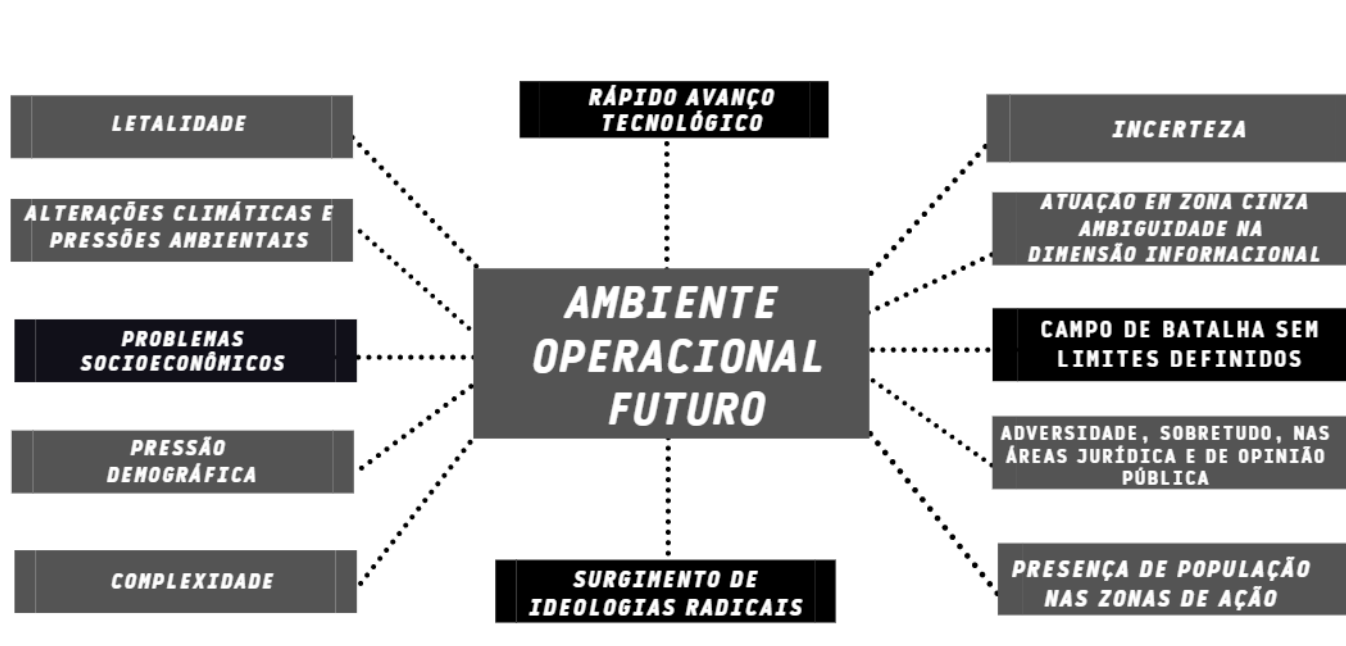 LETALIDADE
ALTERAÇÕES CLIMÁTICAS E
PRESSÕES AMBIENTAIS
PROBLEMAS
SOCIOECONÔMICOS
PRESSÃO
DEMOGRÁFICA
COMPLEXIDADE
RÁPIDO AVANÇO
TECNOLÓGICO
AMBIENTE
OPERACIONAL
FUTURO
SURGIMENTO DE
IDEOLOGIAS RADICAIS
INCERTEZA
ATUAÇÃO EM ZONA CINZA
AMBIGUIDADE NA
DIMENSÃO INFORMACIONAL
CAMPO DE BATALHA SEM
LIMITES DEFINIDOS
ADVERSIDADE, SOBRETUDO, NAS
ÁREAS JURÍDICA E DE OPINIÃO
PÚBLICA
PRESENÇA DE POPULAÇÃO
NAS ZONAS DE AÇÃO